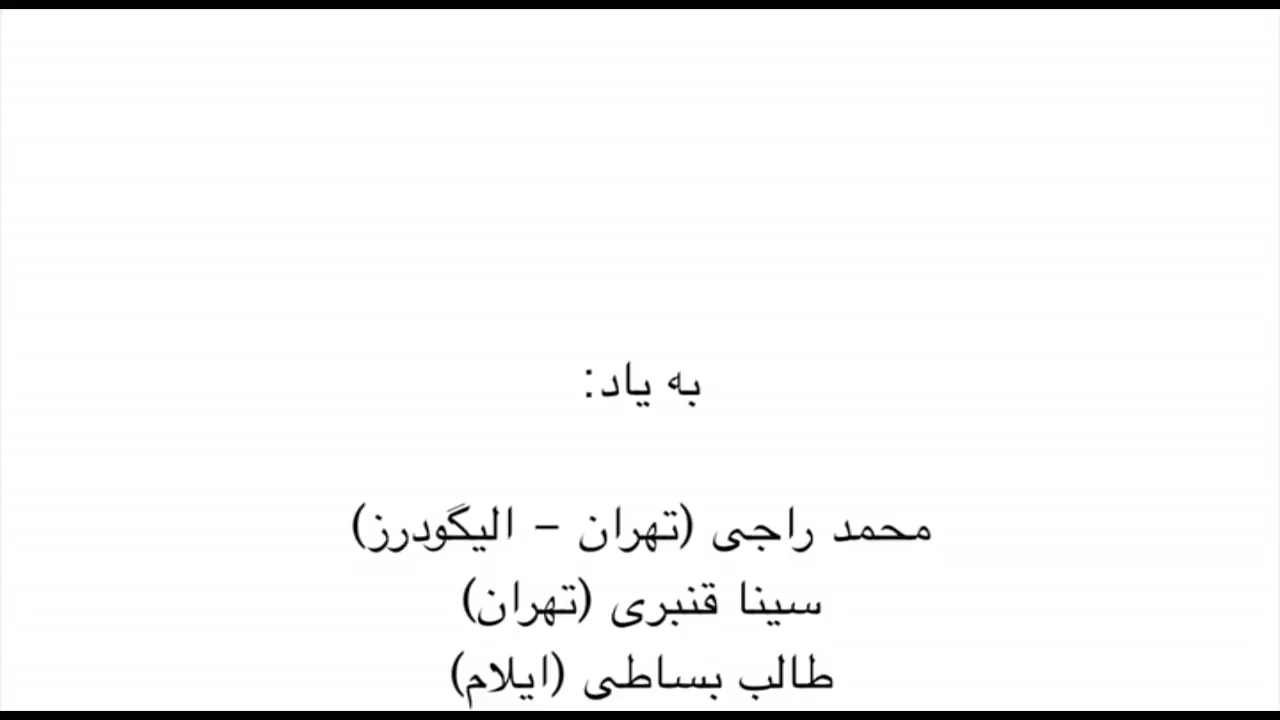 به یاد:
محمد راجی (تهران – الیگودرز)
سینا قنبری (تهران)
طالب بساطی (ایلام)